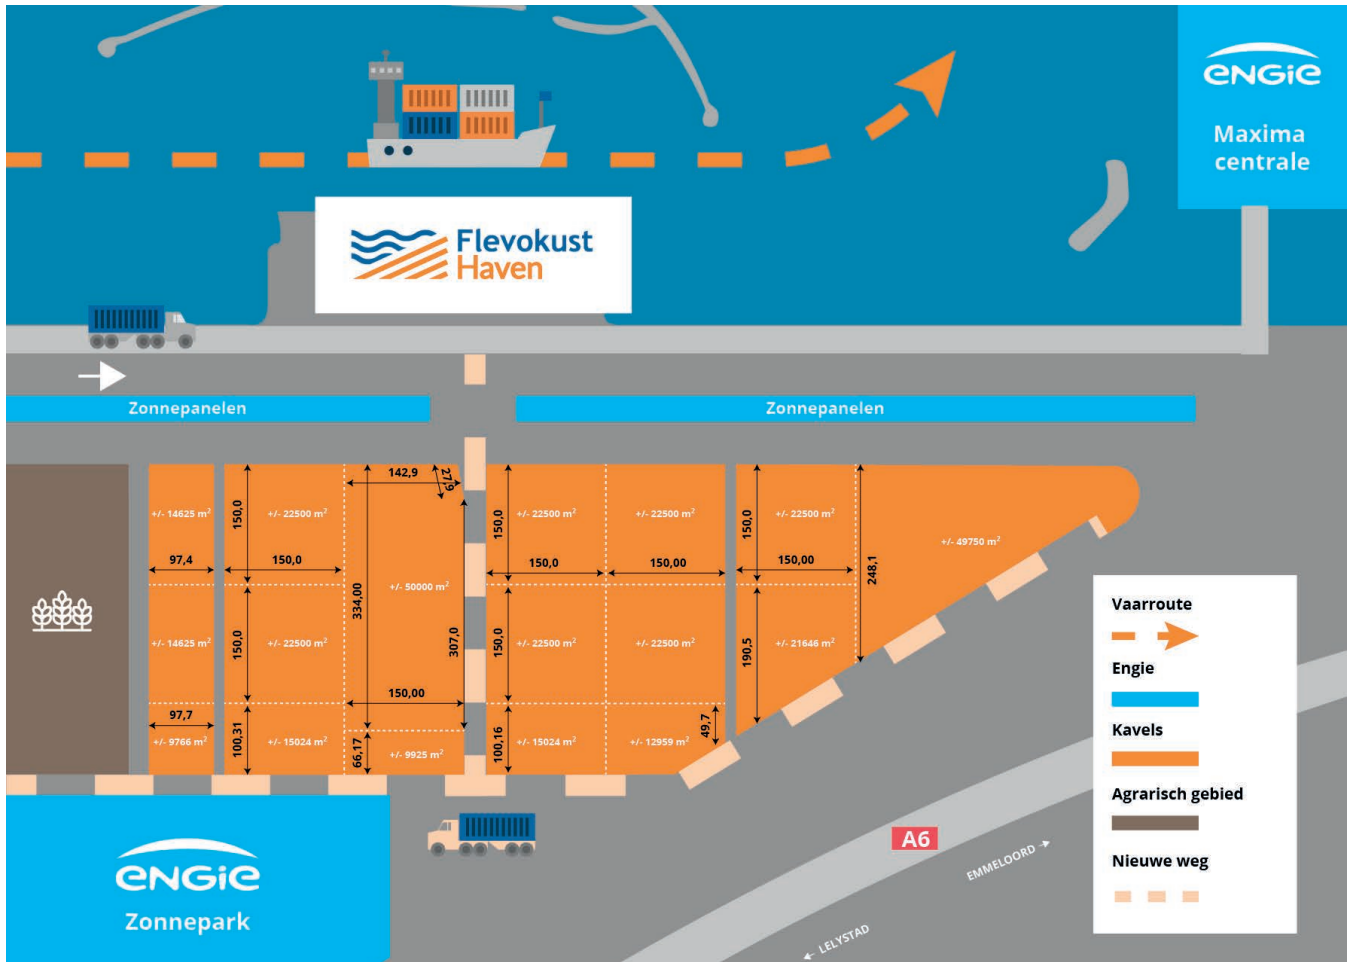 ENGIE
Maxima
centrale
Flevokust
Haven
Zonnepanelen
Zonnepanelen
142,9
27,9
+/- 14625 m²
150,0
+/- 22500 m²
150,0
+/- 22500 m²
+/- 22500 m²
150,0
+/- 22500 m²
+/- 49750 m²
97,4
150,0
150,0
150,00
150,00
248,1
+/- 50000 m²
334,00
307,0
+/- 14625 m²
150,0
+/- 22500 m²
150,0
+/- 22500 m²
+/- 22500 m²
190,5
+/- 21646 m²
150,00
97,7
+/- 9766 m²
100,31
+/- 15024 m²
66,17
+/- 9925 m²
100,16
+/- 15024 m²
+/- 12959 m²
49,7
Vaarroute
Engie
Kavels
Agrarisch gebied
Nieuwe weg
A6
EMMELOORD →
← LELYSTAD
ENGIE
Zonnepark